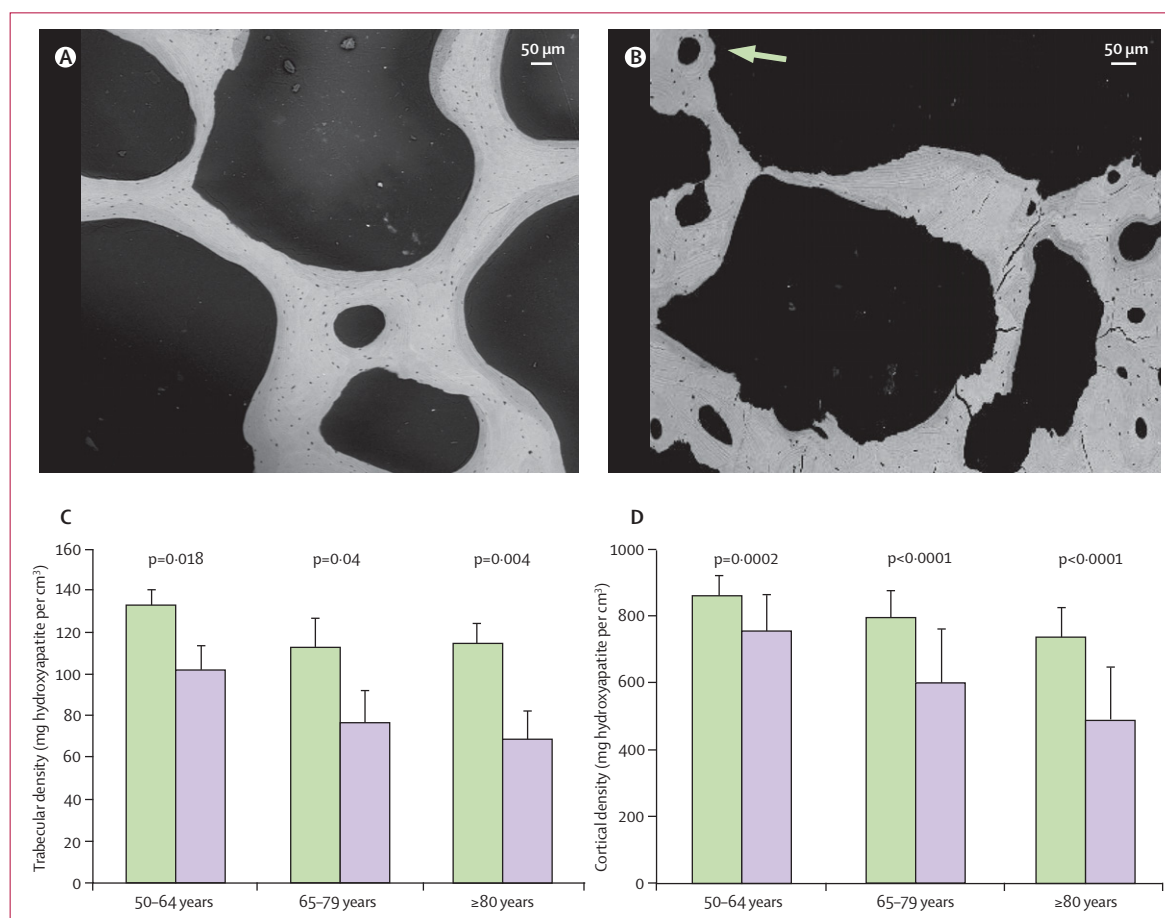 A
50 µm
B
50 µm
C
Trabecular density (mg hydroxyapatite per cm³)
160
140
120
100
80
60
40
20
0
p=0·018
p=0·04
p=0·004
50–64 years
65–79 years
≥80 years
D
Cortical density (mg hydroxyapatite per cm³)
1000
800
600
400
200
0
p=0·0002
p<0·0001
p<0·0001
50–64 years
65–79 years
≥80 years